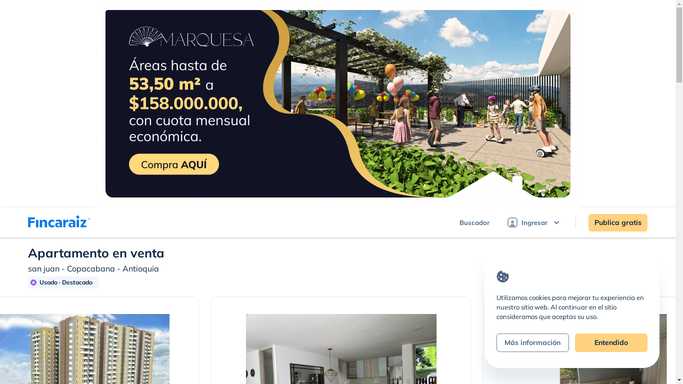 MARQUESA
Áreas hasta de
53,50 m² a
$158.000.000,
con cuota mensual
económica.
Compra AQUÍ
Fincaraiz
Buscador
Ingresar
Publica gratis
Apartamento en venta
san juan - Copacabana - Antioquia
Usado · Destacado
Utilizamos cookies para mejorar tu experiencia en
nuestro sitio web. Al continuar en el sitio
consideramos que aceptas su uso.
Más información
Entendido